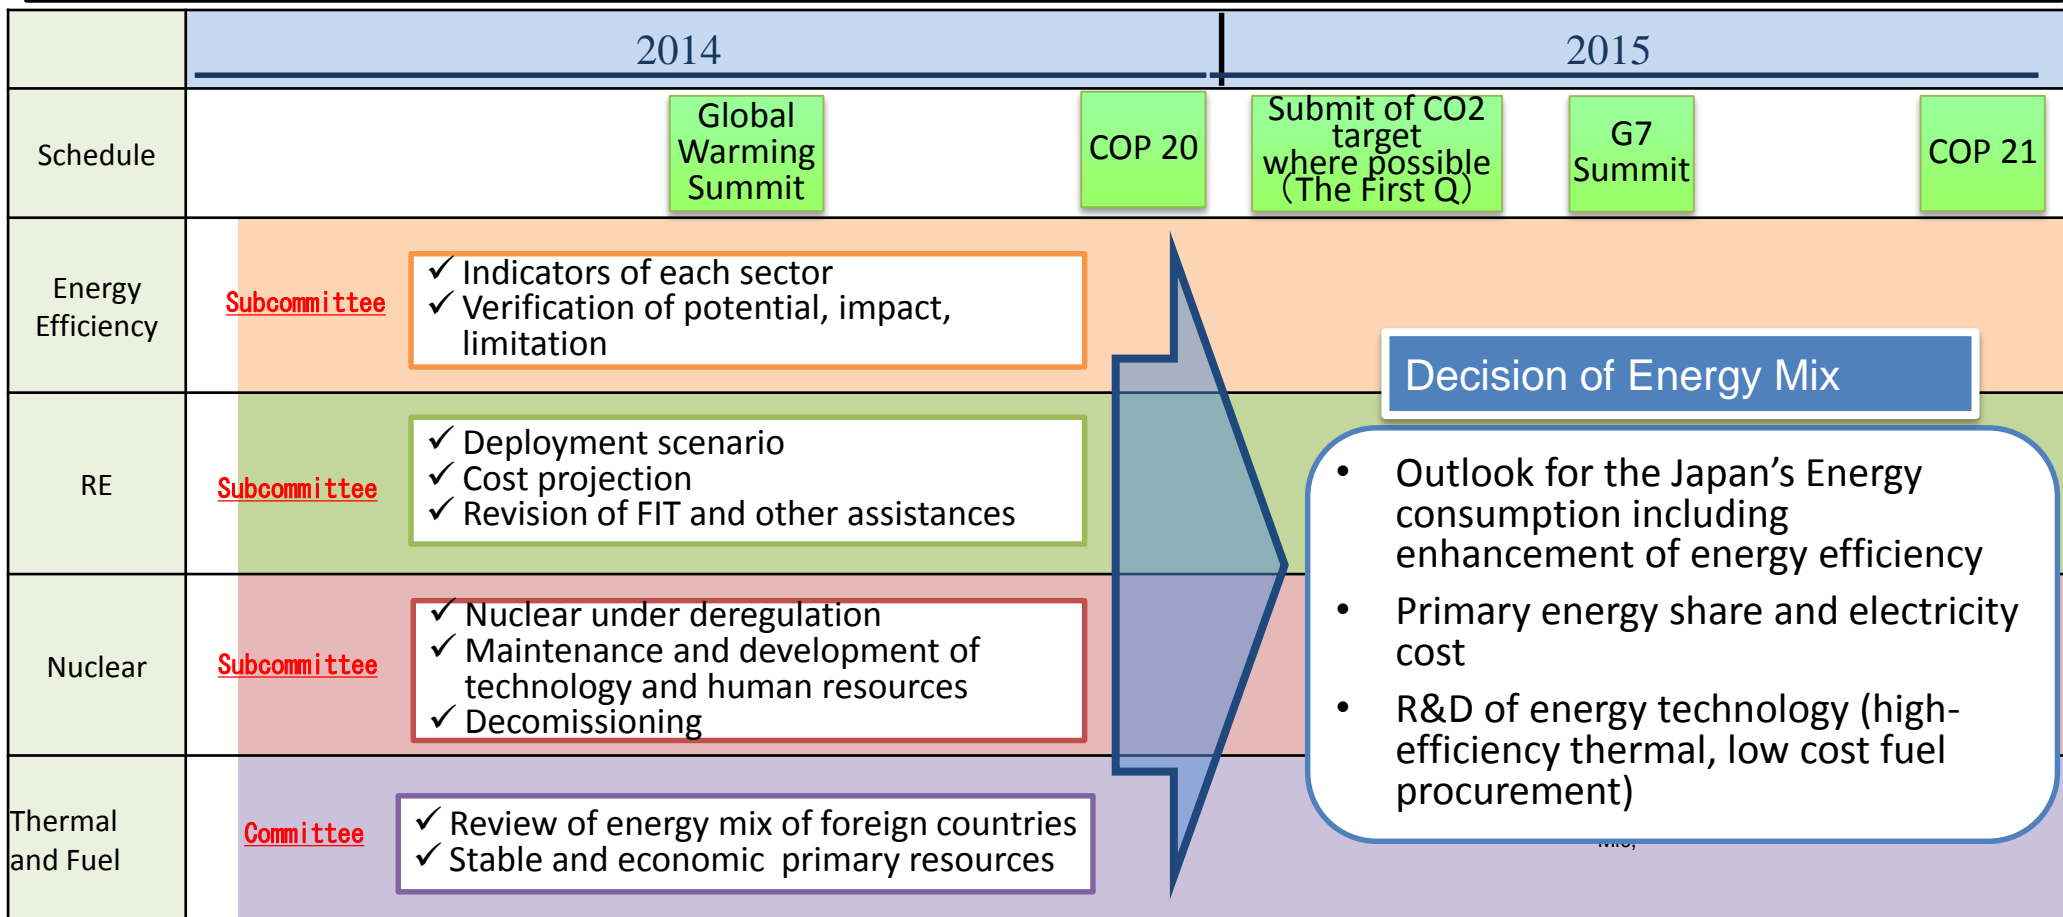 2014
2015
Schedule
Global
Warming
Summit
COP 20
Submit of CO2
target
where possible
（The First Q）
G7
Summit
COP 21
Energy
Efficiency
Subcommittee
✓ Indicators of each sector
✓ Verification of potential, impact,
limitation
RE
Subcommittee
✓ Deployment scenario
✓ Cost projection
✓ Revision of FIT and other assistances
Nuclear
Subcommittee
✓ Nuclear under deregulation
✓ Maintenance and development of
technology and human resources
✓ Decomissioning
Thermal
and Fuel
Committee
✓ Review of energy mix of foreign countries
✓ Stable and economic primary resources
Decision of Energy Mix
• Outlook for the Japan’s Energy
consumption including
enhancement of energy efficiency
• Primary energy share and electricity
cost
• R&D of energy technology (high-
efficiency thermal, low cost fuel
procurement)